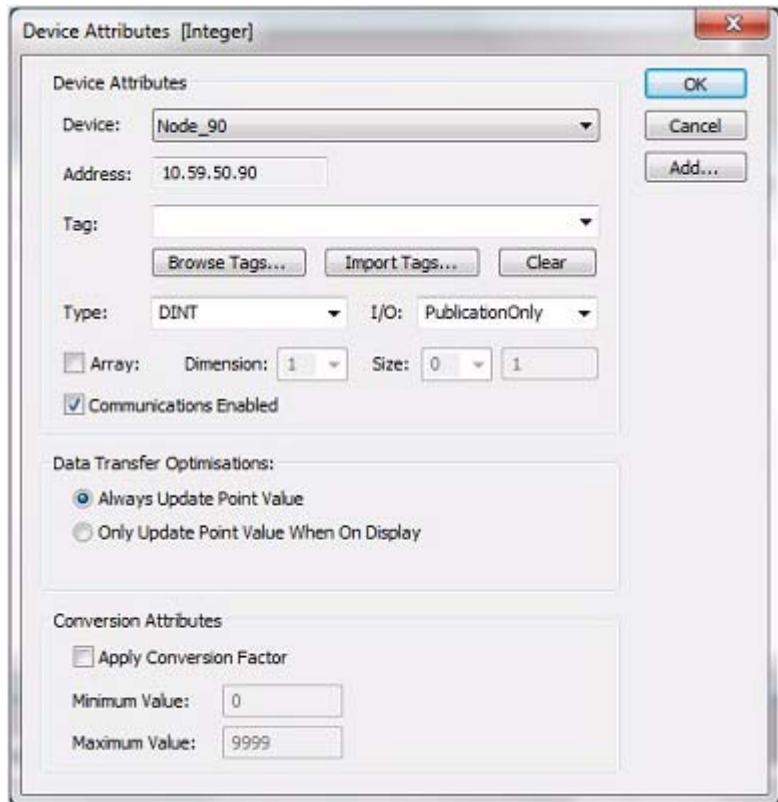 Device Attributes [Integer]
Device Attributes
OK
Device: Node_90
Cancel
Address: 10.59.50.90
Add...
Tag:
Browse Tags... Import Tags... Clear
Type: DINT I/O: PublicationOnly
Array: Dimension: 1 Size: 0 1
Communications Enabled
Data Transfer Optimisations:
Always Update Point Value
Only Update Point Value When On Display
Conversion Attributes
Apply Conversion Factor
Minimum Value: 0
Maximum Value: 9999